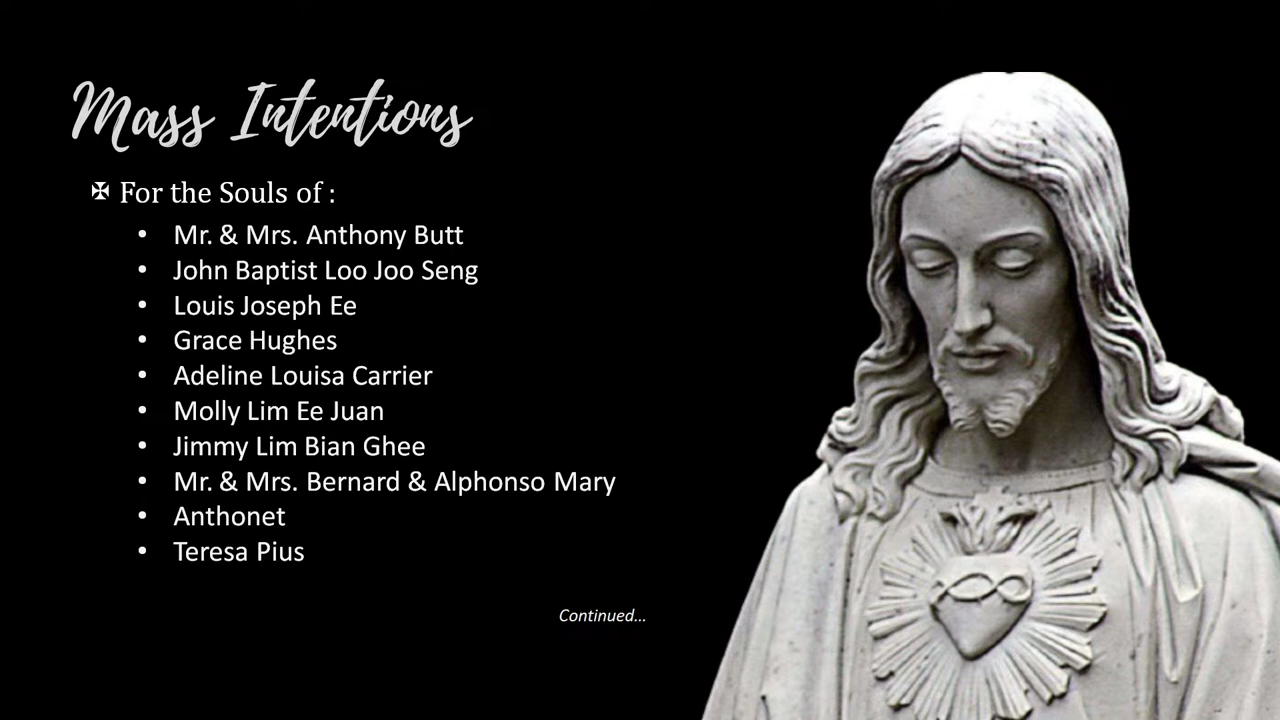 Mass Intentions
✠ For the Souls of :
• Mr. & Mrs. Anthony Butt
• John Baptist Loo Joo Seng
• Louis Joseph Ee
• Grace Hughes
• Adeline Louisa Carrier
• Molly Lim Ee Juan
• Jimmy Lim Bian Ghee
• Mr. & Mrs. Bernard & Alphonso Mary
• Anthonet
• Teresa Pius
Continued...